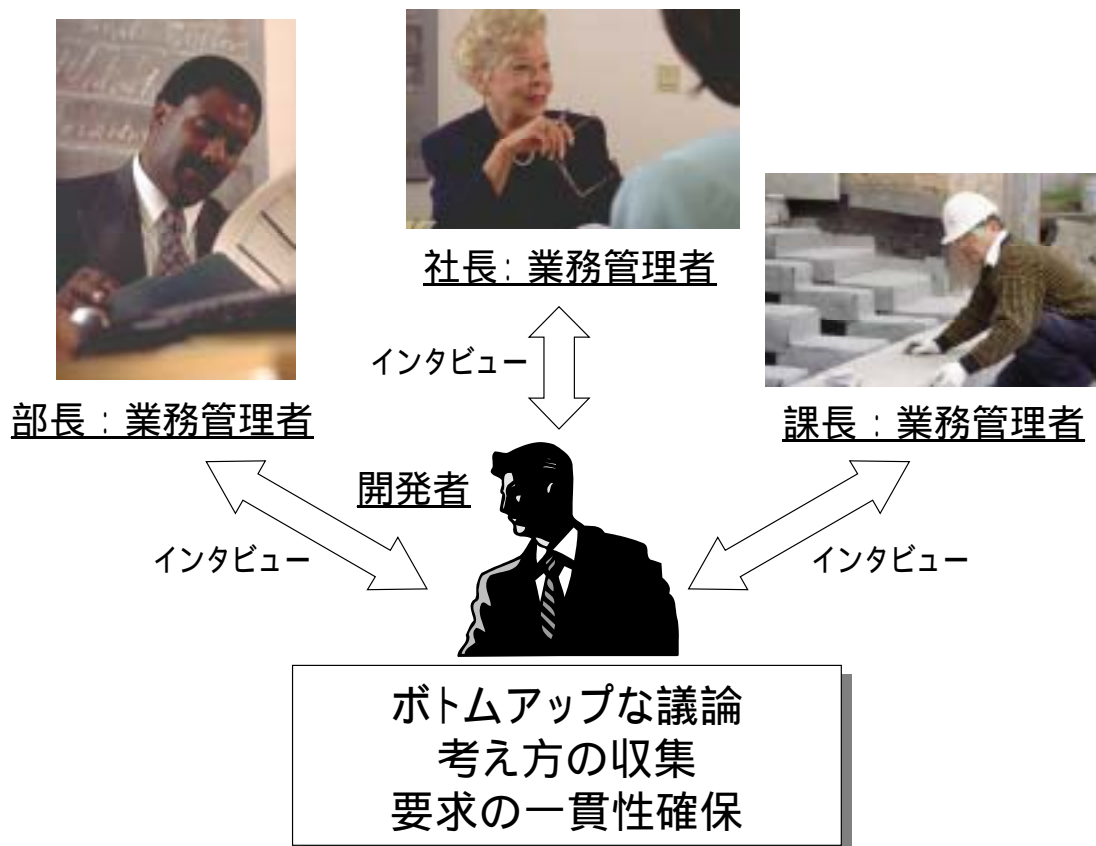 社長：業務管理者
インタビュー
部長：業務管理者
課長：業務管理者
開発者
インタビュー
インタビュー
ボトムアップな議論
考え方の収集
要求の一貫性確保